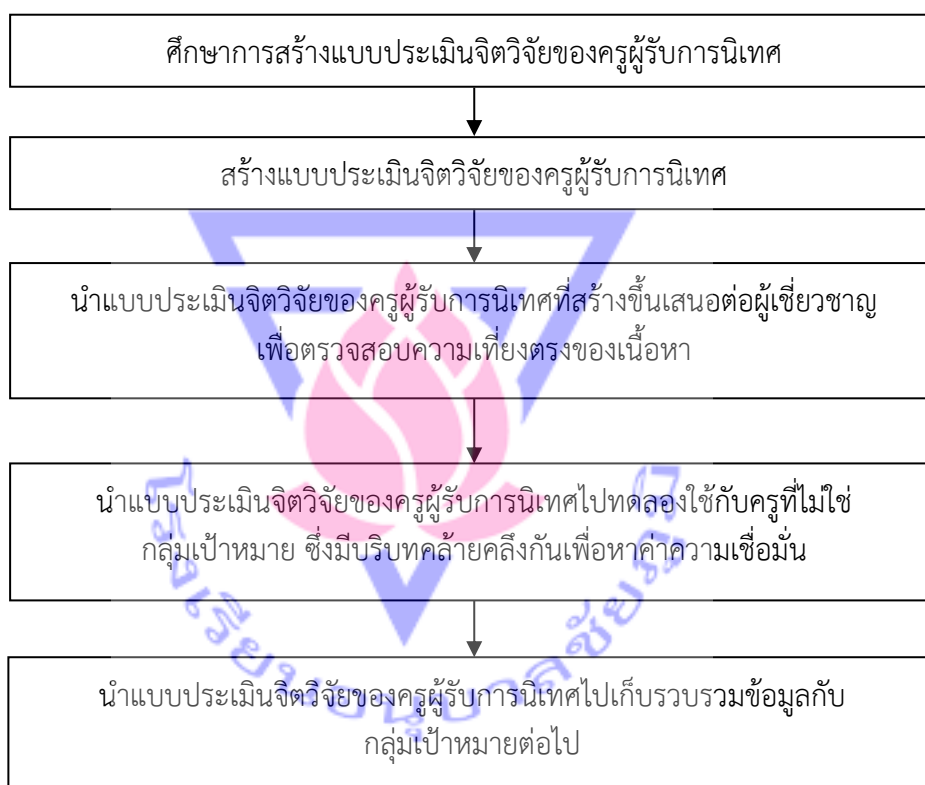 ศึกษาการสร้างแบบประเมินจิตวิจัยของครูผู้รับการนิเทศ
สร้างแบบประเมินจิตวิจัยของครูผู้รับการนิเทศ
นำแบบประเมินจิตวิจัยของครูผู้รับการนิเทศที่สร้างขึ้นเสนอต่อผู้เชี่ยวชาญ
เพื่อตรวจสอบความเที่ยงตรงของเนื้อหา
นำแบบประเมินจิตวิจัยของครูผู้รับการนิเทศไปทดลองใช้กับครูที่ไม่ใช่
กลุ่มเป้าหมาย ซึ่งมีบริบทคล้ายคลึงกันเพื่อหาค่าความเชื่อมั่น
นำแบบประเมินจิตวิจัยของครูผู้รับการนิเทศไปเก็บรวบรวมข้อมูลกับ
กลุ่มเป้าหมายต่อไป
โรงเรียนอนุบาลชัยภูมิ